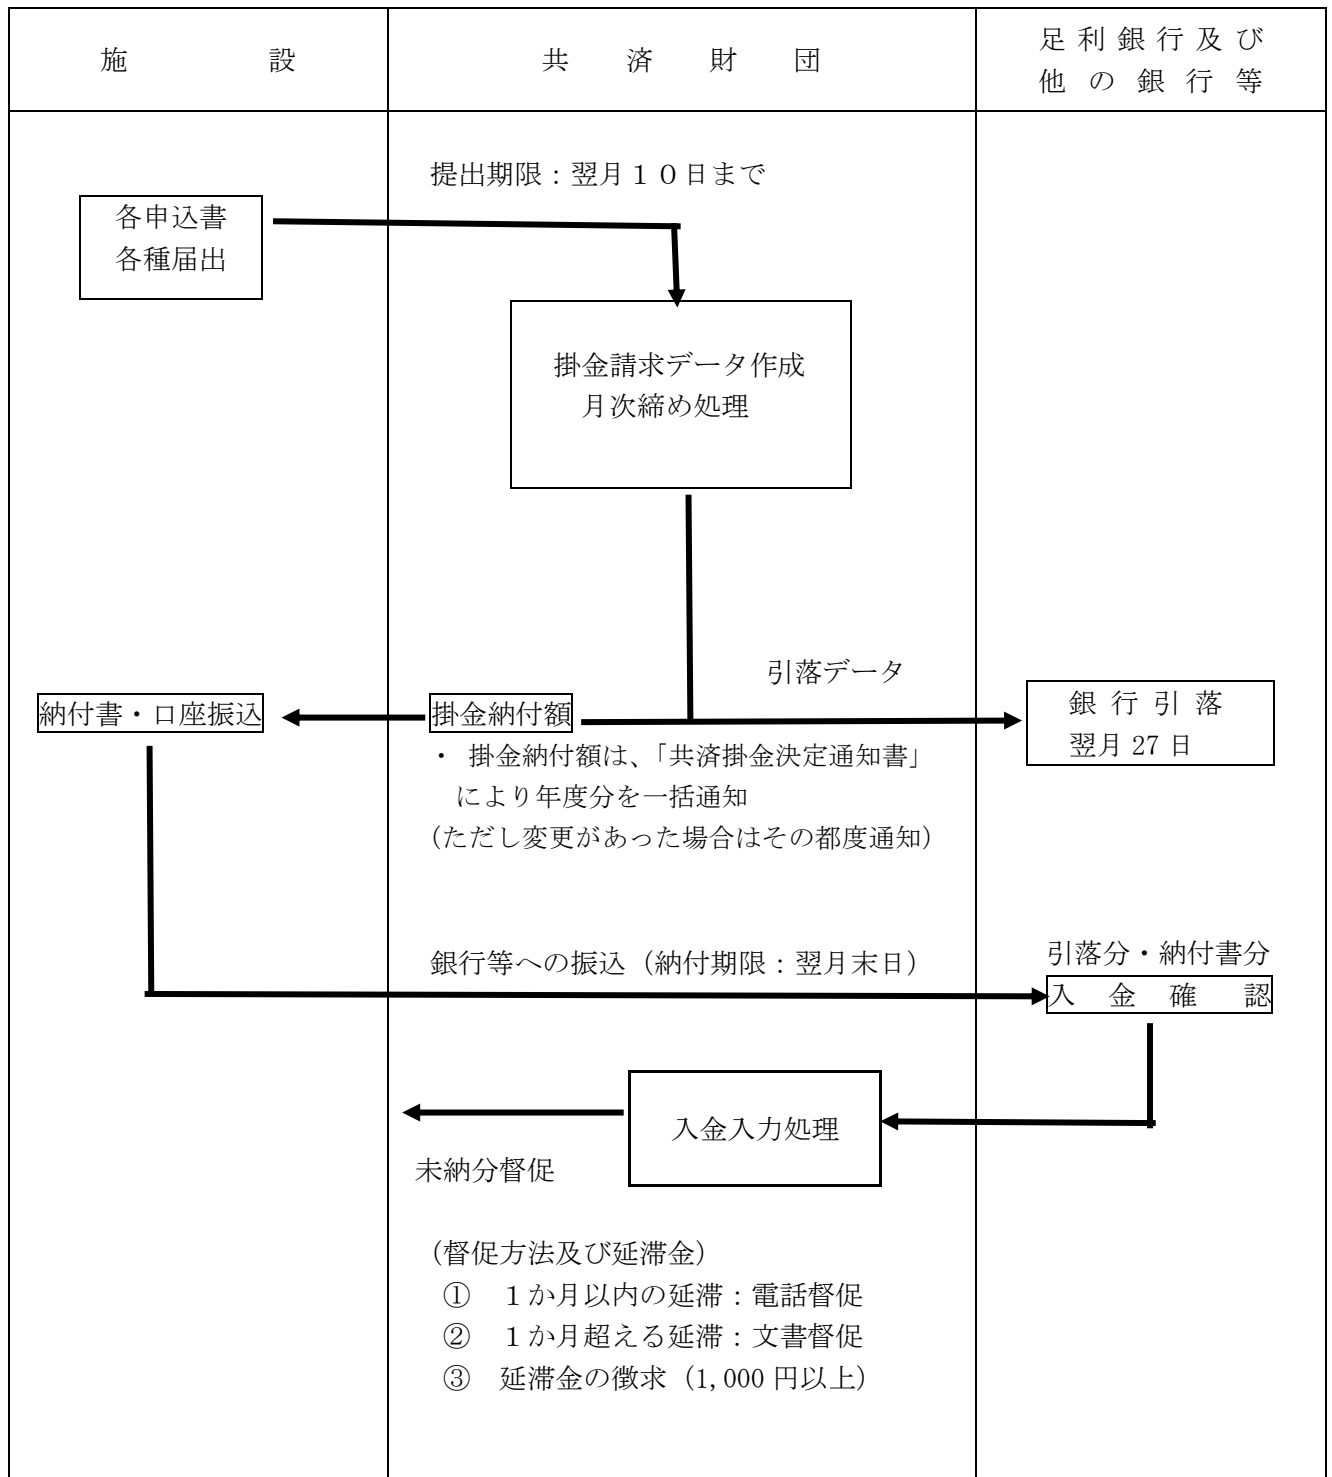 施設
共済財団
足利銀行及び
他の銀行等
提出期限：翌月１０日まで
各申込書
各種届出
掛金請求データ作成
月次締め処理
引落データ
納付書・口座振込
掛金納付額
銀行引落
翌月27日
・ 掛金納付額は、「共済掛金決定通知書」
により年度分を一括通知
（ただし変更があった場合はその都度通知）
銀行等への振込（納付期限：翌月末日）
引落分・納付書分
入金確認
入金入力処理
未納分督促
（督促方法及び延滞金）
① １か月以内の延滞：電話督促
② １か月超える延滞：文書督促
③ 延滞金の徴求（1,000円以上）